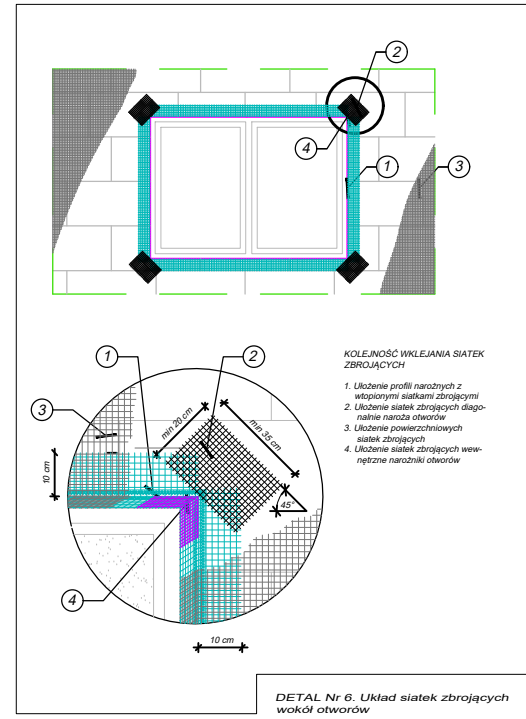 2
4
1
3
1
2
3
min 20 cm
min 35 cm
10 cm
45°
4
10 cm
KOLEJNOŚĆ WKLEJANIA SIATEK
ZBROJĄCYCH
1. Ułożenie profili narożnych z
wtopionymi siatkami zbrojącymi
2. Ułożenie siatek zbrojących diago-
nalnie naroża otworów
3. Ułożenie powierzchniowych
siatek zbrojących
4. Ułożenie siatek zbrojących wew-
nętrzne narożniki otworów
DETAL Nr 6. Układ siatek zbrojących
wokół otworów